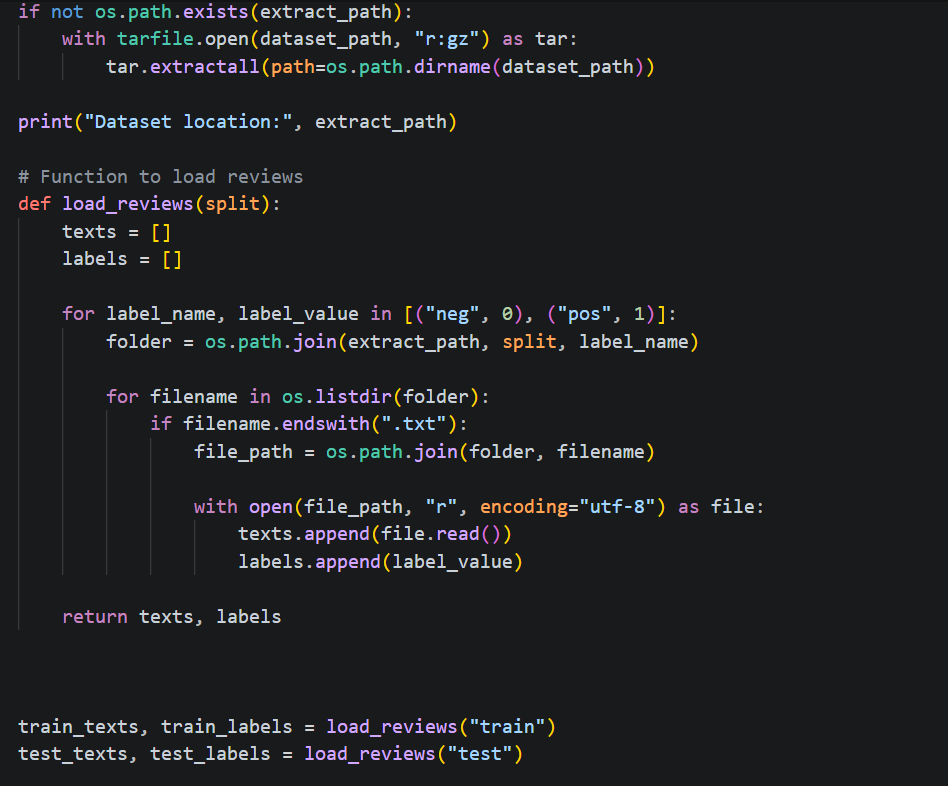 if not os.path.exists(extract_path):
    with tarfile.open(dataset_path, "r:gz") as tar:
        tar.extractall(path=os.path.dirname(dataset_path))

print("Dataset location:", extract_path)

# Function to load reviews
def load_reviews(split):
    texts = []
    labels = []

    for label_name, label_value in [("neg", 0), ("pos", 1)]:
        folder = os.path.join(extract_path, split, label_name)

        for filename in os.listdir(folder):
            if filename.endswith(".txt"):
                file_path = os.path.join(folder, filename)

                with open(file_path, "r", encoding="utf-8") as file:
                    texts.append(file.read())
                    labels.append(label_value)

    return texts, labels



train_texts, train_labels = load_reviews("train")
test_texts, test_labels = load_reviews("test")